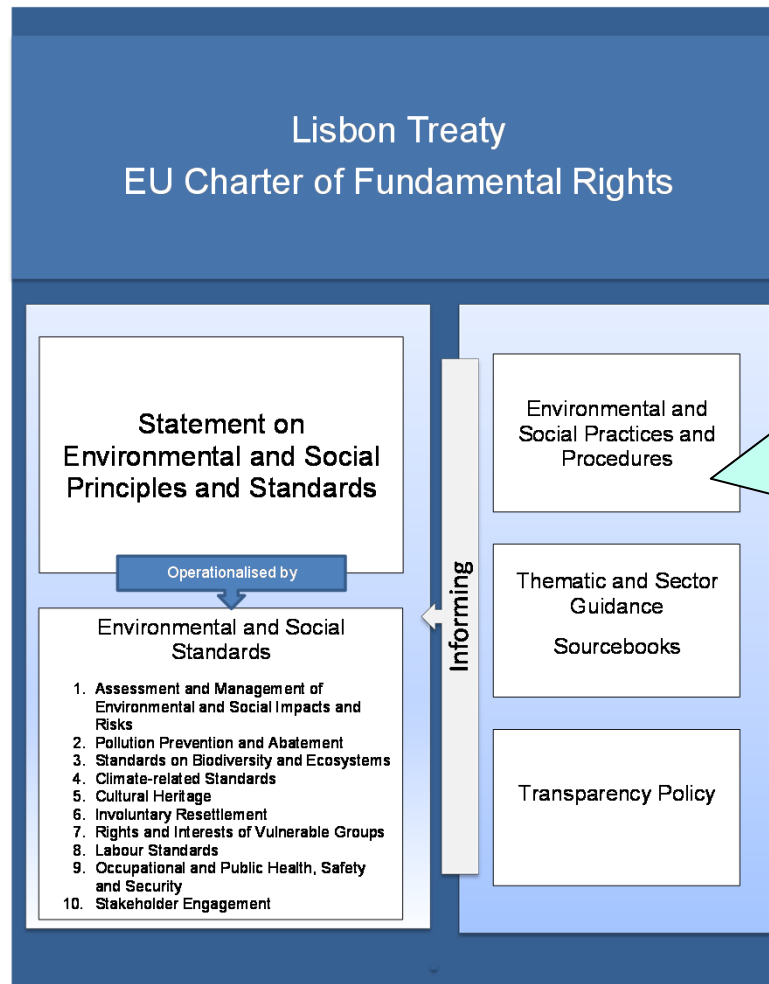 Lisbon Treaty
EU Charter of Fundamental Rights
Statement on
Environmental and Social
Principles and Standards
Operationalised by
Environmental and Social
Standards
1. Assessment and Management of
Environmental and Social Impacts and
Risks
2. Pollution Prevention and Abatement
3. Standards on Biodiversity and Ecosystems
4. Climate-related Standards
5. Cultural Heritage
6. Involuntary Resettlement
7. Rights and Interests of Vulnerable Groups
8. Labour Standards
9. Occupational and Public Health, Safety
and Security
10. Stakeholder Engagement
Informing
Environmental and
Social Practices and
Procedures
Thematic and Sector
Guidance
Sourcebooks
Transparency Policy